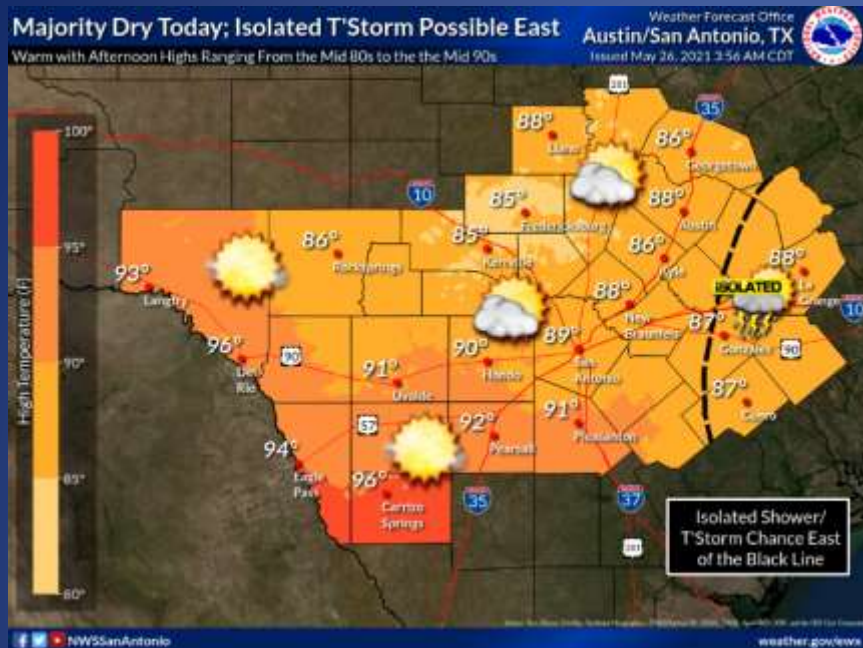 Majority Dry Today; Isolated T'Storm Possible East
Warm with Afternoon Highs Ranging From the Mid 80s to the the Mid 90s
Weather Forecast Office
Austin/San Antonio, TX
Issued May 26, 2021 3:56 AM CDT
High Temperature (F)
100°
95°
90°
85°
80°
281
35
88°
Llano
86°
Georgetown
10
85°
Fredericksburg
88°
Austin
86°
Rocksprings
85°
Kerrville
86°
Kyle
88°
La
Grange
93°
Langtry
ISOLATED
88°
New
Braunfels
87°
Gonzales
10
96°
Del
Rio
90
91°
Uvalde
90°
Hondo
89°
San
Antonio
90
87°
Cuero
57
94°
Eagle
Pass
92°
Pearsall
91°
Pleasanton
96°
Carrizo
Springs
35
37
281
Isolated Shower/
T'Storm Chance East
of the Black Line
NWSSanAntonio
weather.gov/ewx